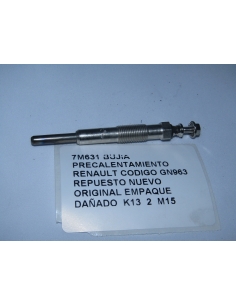 7M631 BUJIA
PRECALENTAMIENTO
RENAULT CODIGO GN963
REPUESTO NUEVO
ORIGINAL EMPAQUE
DAÑADO K13 2 M15